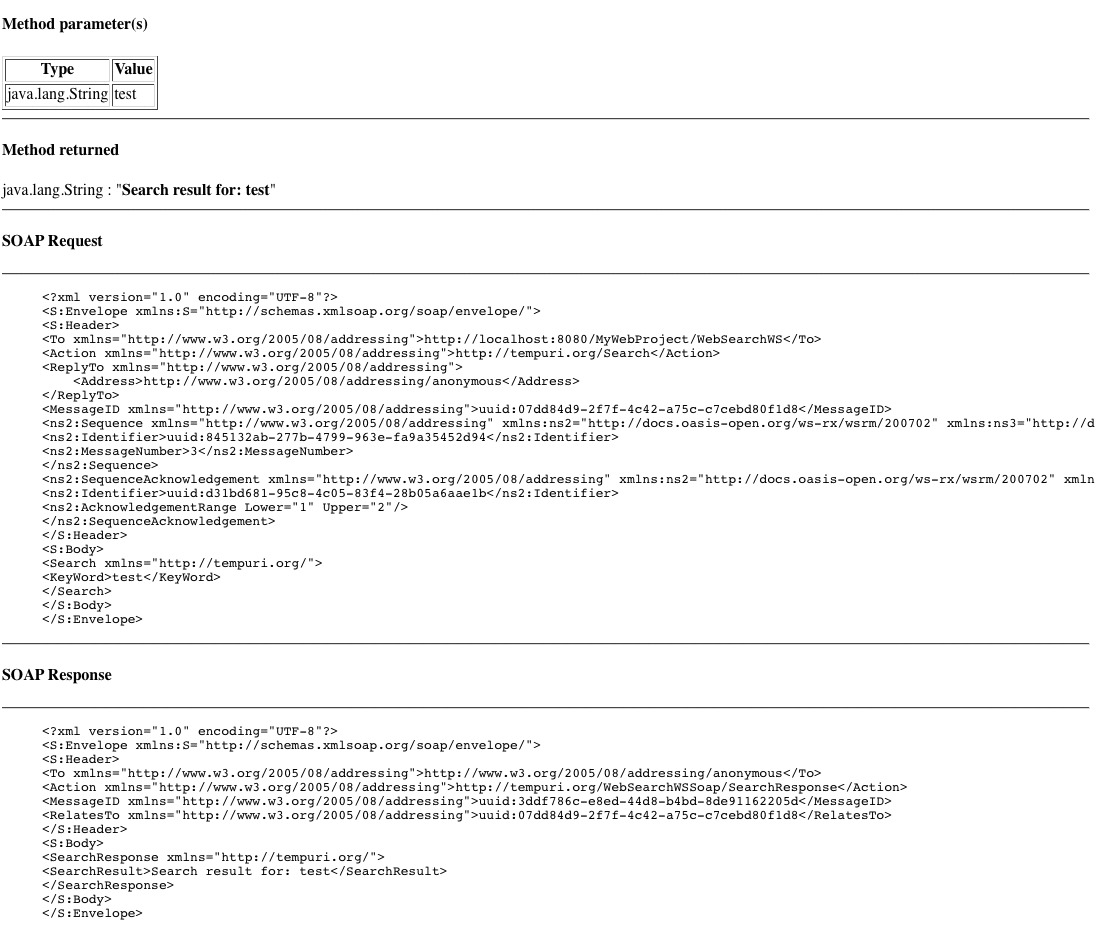 Method parameter(s)
Type Value
java.lang.String test
Method returned
java.lang.String : "Search result for: test"
SOAP Request
<?xml version="1.0" encoding="UTF-8"?>
<S:Envelope xmlns:S="http://schemas.xmlsoap.org/soap/envelope/">
<S:Header>
<To xmlns="http://www.w3.org/2005/08/addressing">http://localhost:8080/MyWebProject/WebSearchWS</To>
<Action xmlns="http://www.w3.org/2005/08/addressing">http://tempuri.org/Search</Action>
<ReplyTo xmlns="http://www.w3.org/2005/08/addressing">
<Address>http://www.w3.org/2005/08/addressing/anonymous</Address>
</ReplyTo>
<MessageID xmlns="http://www.w3.org/2005/08/addressing">uuid:07dd84d9-2f7f-4c42-a75c-c7cebd80f1d8</MessageID>
<ns2:Sequence xmlns="http://www.w3.org/2005/08/addressing" xmlns:ns2="http://docs.oasis-open.org/ws-rx/wsrm/200702" xmlns:ns3="http://d
<ns2:Identifier>uuid:845132ab-277b-4799-963e-fa9a35452d94</ns2:Identifier>
<ns2:MessageNumber>3</ns2:MessageNumber>
</ns2:Sequence>
<ns2:SequenceAcknowledgement xmlns="http://www.w3.org/2005/08/addressing" xmlns:ns2="http://docs.oasis-open.org/ws-rx/wsrm/200702" xmln
<ns2:Identifier>uuid:d31bd681-95c8-4c05-83f4-28b05a6aae1b</ns2:Identifier>
<ns2:AcknowledgementRange Lower="1" Upper="2"/>
</ns2:SequenceAcknowledgement>
</S:Header>
<S:Body>
<Search xmlns="http://tempuri.org/">
<KeyWord>test</KeyWord>
</Search>
</S:Body>
</S:Envelope>
SOAP Response
<?xml version="1.0" encoding="UTF-8"?>
<S:Envelope xmlns:S="http://schemas.xmlsoap.org/soap/envelope/">
<S:Header>
<To xmlns="http://www.w3.org/2005/08/addressing">http://www.w3.org/2005/08/addressing/anonymous</To>
<Action xmlns="http://www.w3.org/2005/08/addressing">http://tempuri.org/WebSearchWSSoap/SearchResponse</Action>
<MessageID xmlns="http://www.w3.org/2005/08/addressing">uuid:3ddf786c-e8ed-44d8-b4bd-8de91162205d</MessageID>
<RelatesTo xmlns="http://www.w3.org/2005/08/addressing">uuid:07dd84d9-2f7f-4c42-a75c-c7cebd80f1d8</RelatesTo>
</S:Header>
<S:Body>
<SearchResponse xmlns="http://tempuri.org/">
<SearchResult>Search result for: test</SearchResult>
</SearchResponse>
</S:Body>
</S:Envelope>